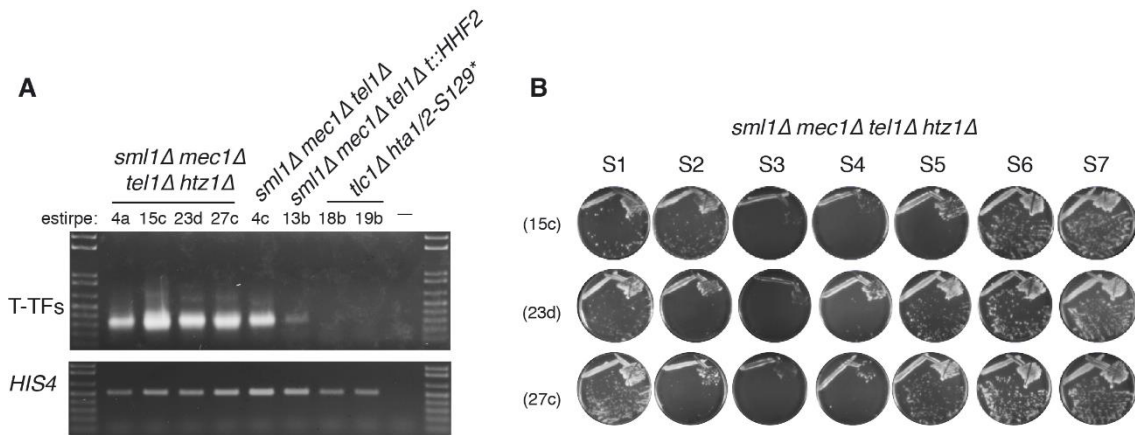 A
sml1Δ mec1Δ
tel1Δ htz1Δ
sml1Δ mec1Δ tel1Δ
sml1Δ mec1Δ tel1Δ t::HHF2
tlc1Δ hta1/2-S129*
estirpe: 4a 15c 23d 27c 4c 13b 18b 19b —
T-TFs
HIS4
B
sml1Δ mec1Δ tel1Δ htz1Δ
S1 S2 S3 S4 S5 S6 S7
(15c)
(23d)
(27c)